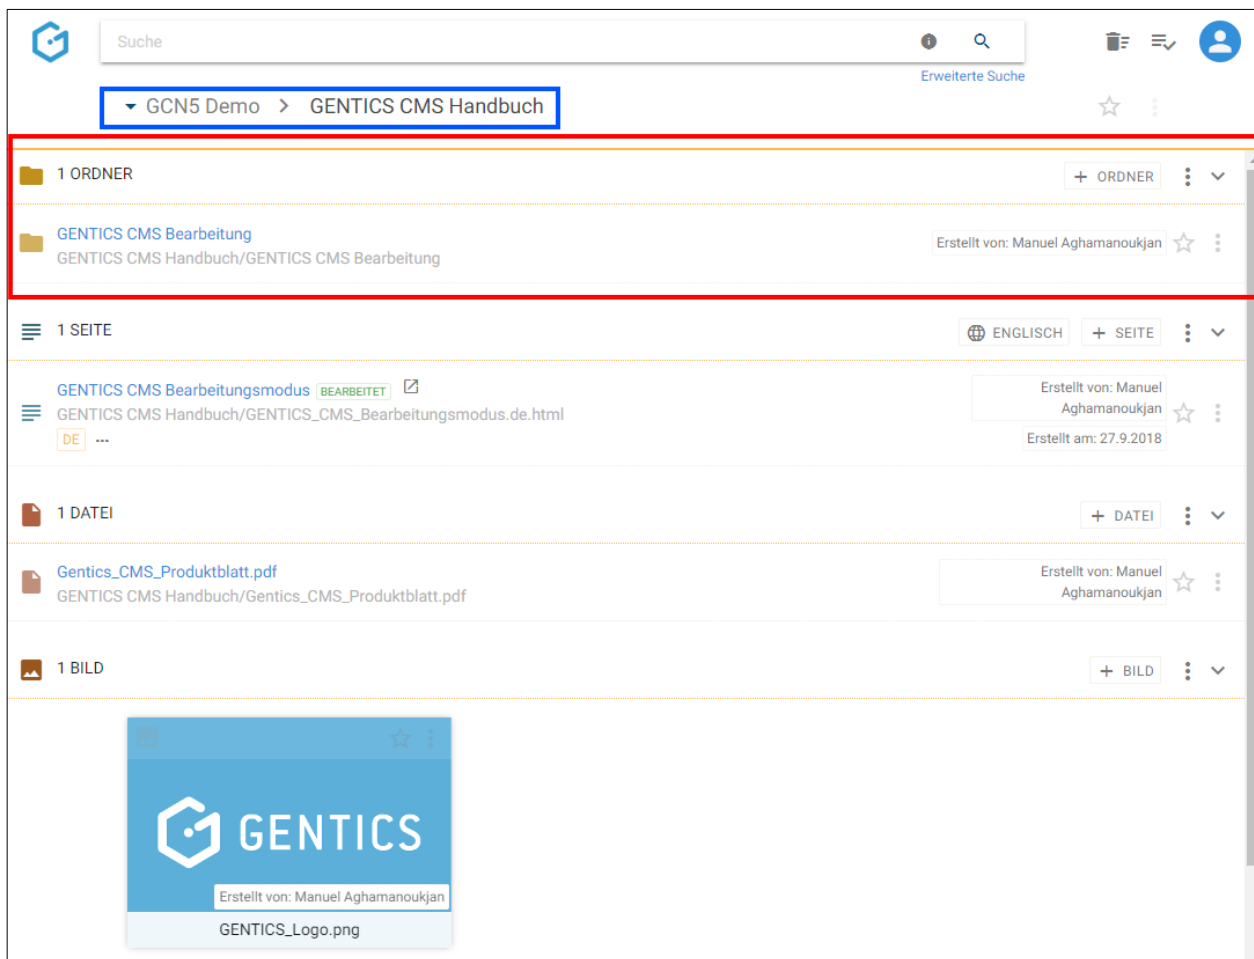 Suche
Erweiterte Suche
GCN5 Demo > GENTICS CMS Handbuch
1 ORDNER
+ ORDNER
GENTICS CMS Bearbeitung
GENTICS CMS Handbuch/GENTICS CMS Bearbeitung
Erstellt von: Manuel Aghamanoukjan
1 SEITE
ENGLISCH
+ SEITE
GENTICS CMS Bearbeitungsmodus BEARBEITET
GENTICS CMS Handbuch/GENTICS_CMS_Bearbeitungsmodus.de.html
DE ---
Erstellt von: Manuel
Aghamanoukjan
Erstellt am: 27.9.2018
1 DATEI
+ DATEI
Gentics_CMS_Produktblatt.pdf
GENTICS CMS Handbuch/Gentics_CMS_Produktblatt.pdf
Erstellt von: Manuel
Aghamanoukjan
1 BILD
+ BILD
GENTICS
Erstellt von: Manuel Aghamanoukjan
GENTICS_Logo.png